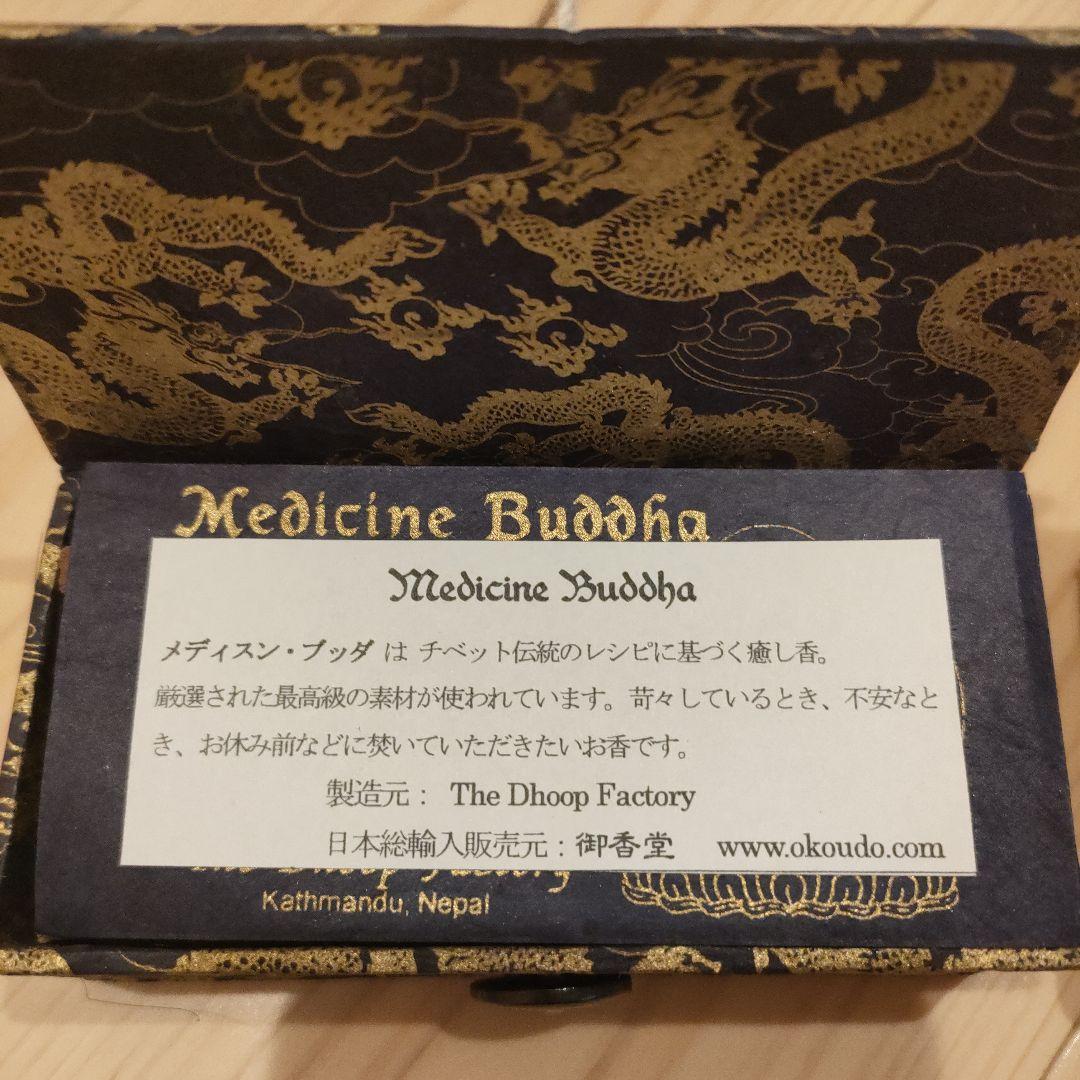 Medicine Buddha
Medicine Buddha
メディスン・ブッダ は チベット伝統のレシピに基づく癒し香。
厳選された最高級の素材が使われています。苛々しているとき、不安なと
き、お休み前などに焚いていただきたいお香です。
製造元： The Dhoop Factory
日本総輸入販売元：御香堂 www.okoudo.com
The Dhoop Factory
Kathmandu, Nepal